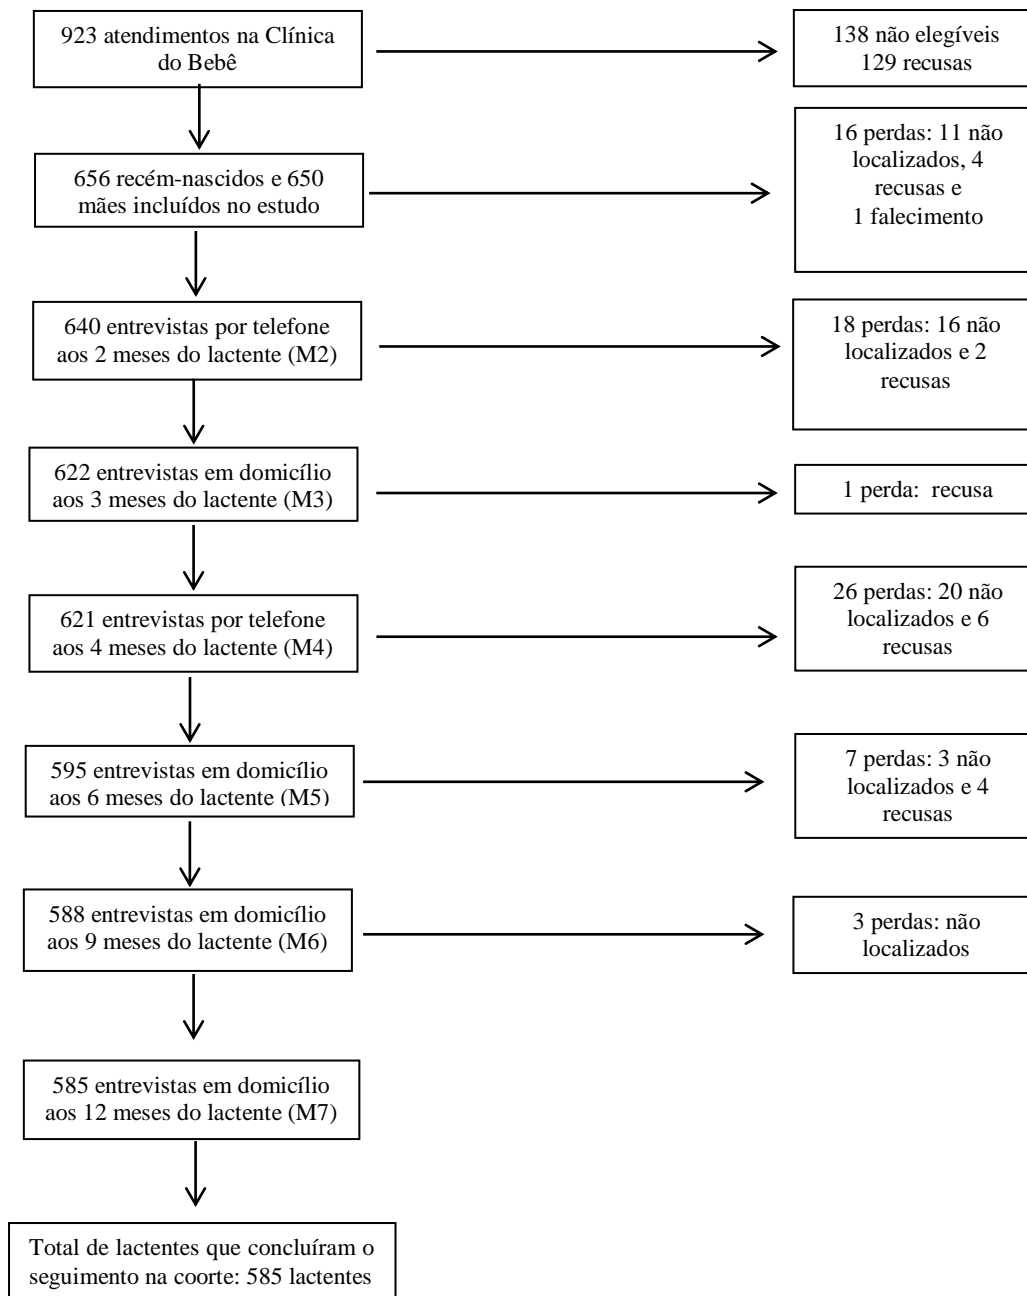 923 atendimentos na Clínica
do Bebê
138 não elegíveis
129 recusas
656 recém-nascidos e 650
mães incluídos no estudo
16 perdas: 11 não
localizados, 4
recusas e
1 falecimento
640 entrevistas por telefone
aos 2 meses do lactente (M2)
18 perdas: 16 não
localizados e 2
recusas
622 entrevistas em domicílio
aos 3 meses do lactente (M3)
1 perda: recusa
621 entrevistas por telefone
aos 4 meses do lactente (M4)
26 perdas: 20 não
localizados e 6
recusas
595 entrevistas em domicílio
aos 6 meses do lactente (M5)
7 perdas: 3 não
localizados e 4
recusas
588 entrevistas em domicílio
aos 9 meses do lactente (M6)
3 perdas: não
localizados
585 entrevistas em domicílio
aos 12 meses do lactente (M7)
Total de lactentes que concluíram o
seguimento na coorte: 585 lactentes